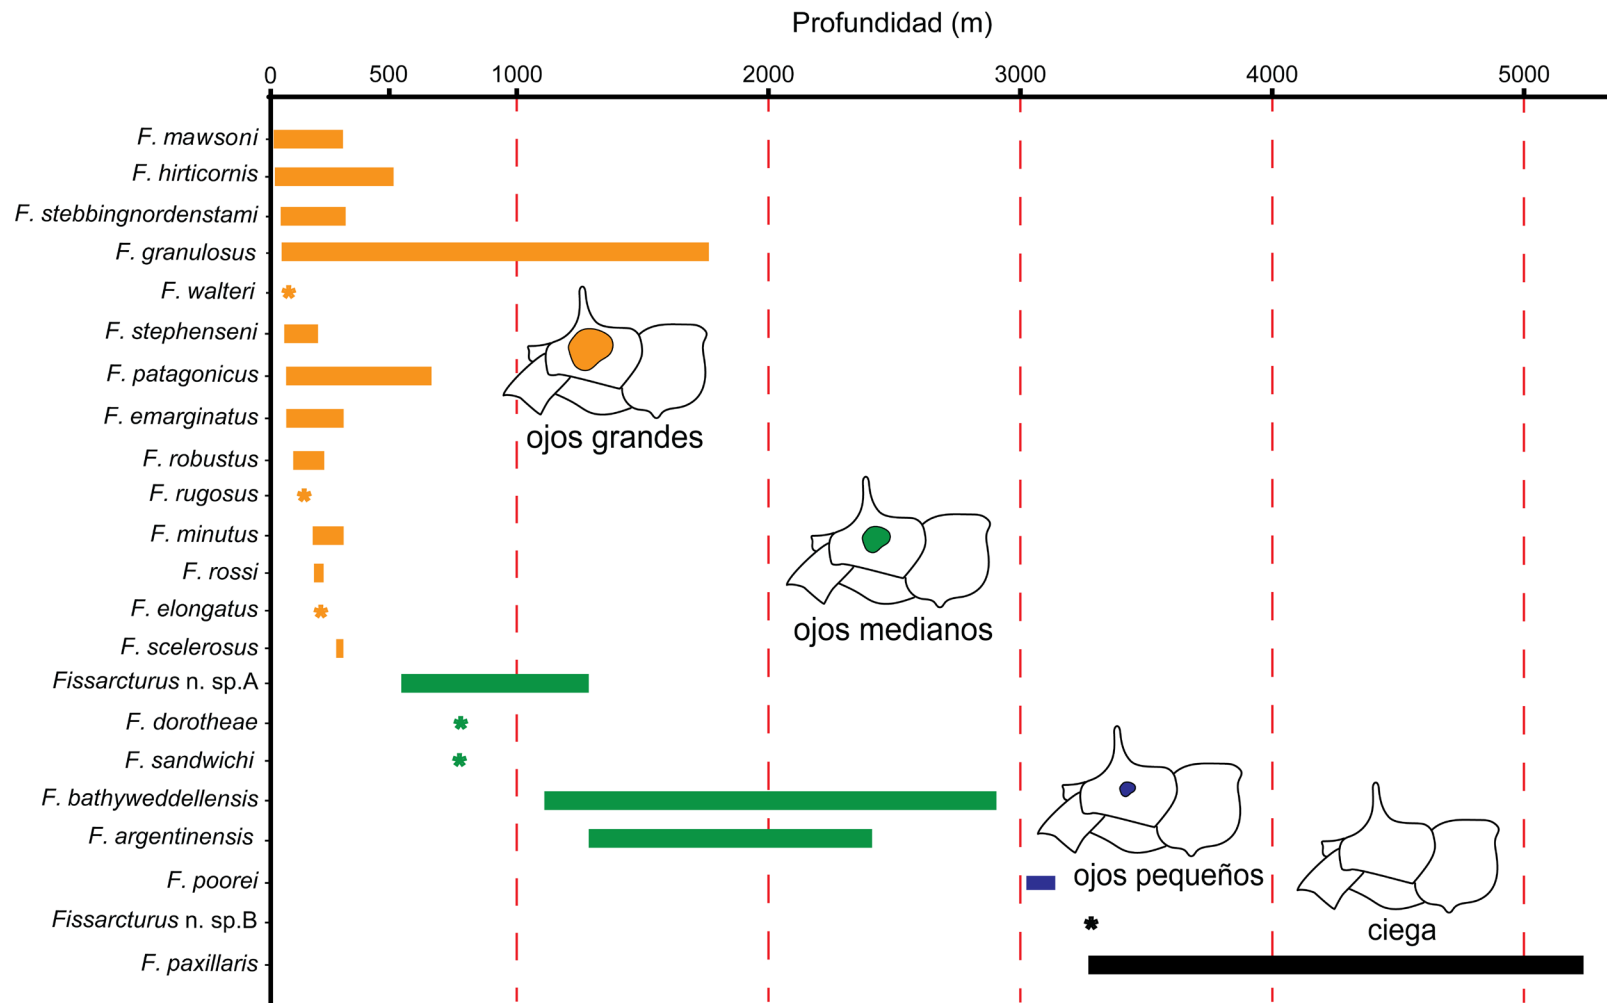 Profundidad (m)
0 500 1000 2000 3000 4000 5000
F. mawsoni
F. hirticornis
F. stebbingnordenstami
F. granulosus
F. walteri
F. stephenseni
F. patagonicus
F. emarginatus
ojos grandes
F. robustus
F. rugosus
F. minutus
F. rossi
F. elongatus
ojos medianos
F. scelerosus
Fissarcturus n. sp.A
F. dorotheae
F. sandwichi
F. bathyweddellensis
F. argentinensis
F. poorei
ojos pequeños
Fissarcturus n. sp.B
ciega
F. paxillaris